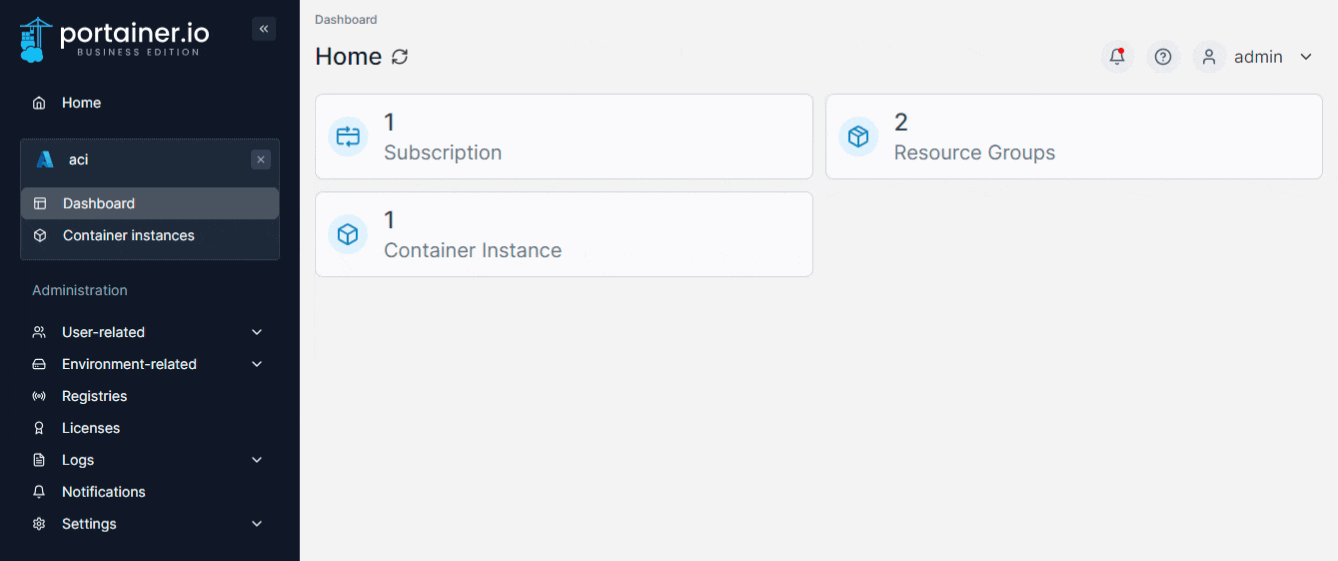 portainer.io
BUSINESS EDITION
Home
aci
Dashboard
Container instances
Administration
User-related
Environment-related
Registries
Licenses
Logs
Notifications
Settings
Dashboard
Home
admin
1
Subscription
2
Resource Groups
1
Container Instance